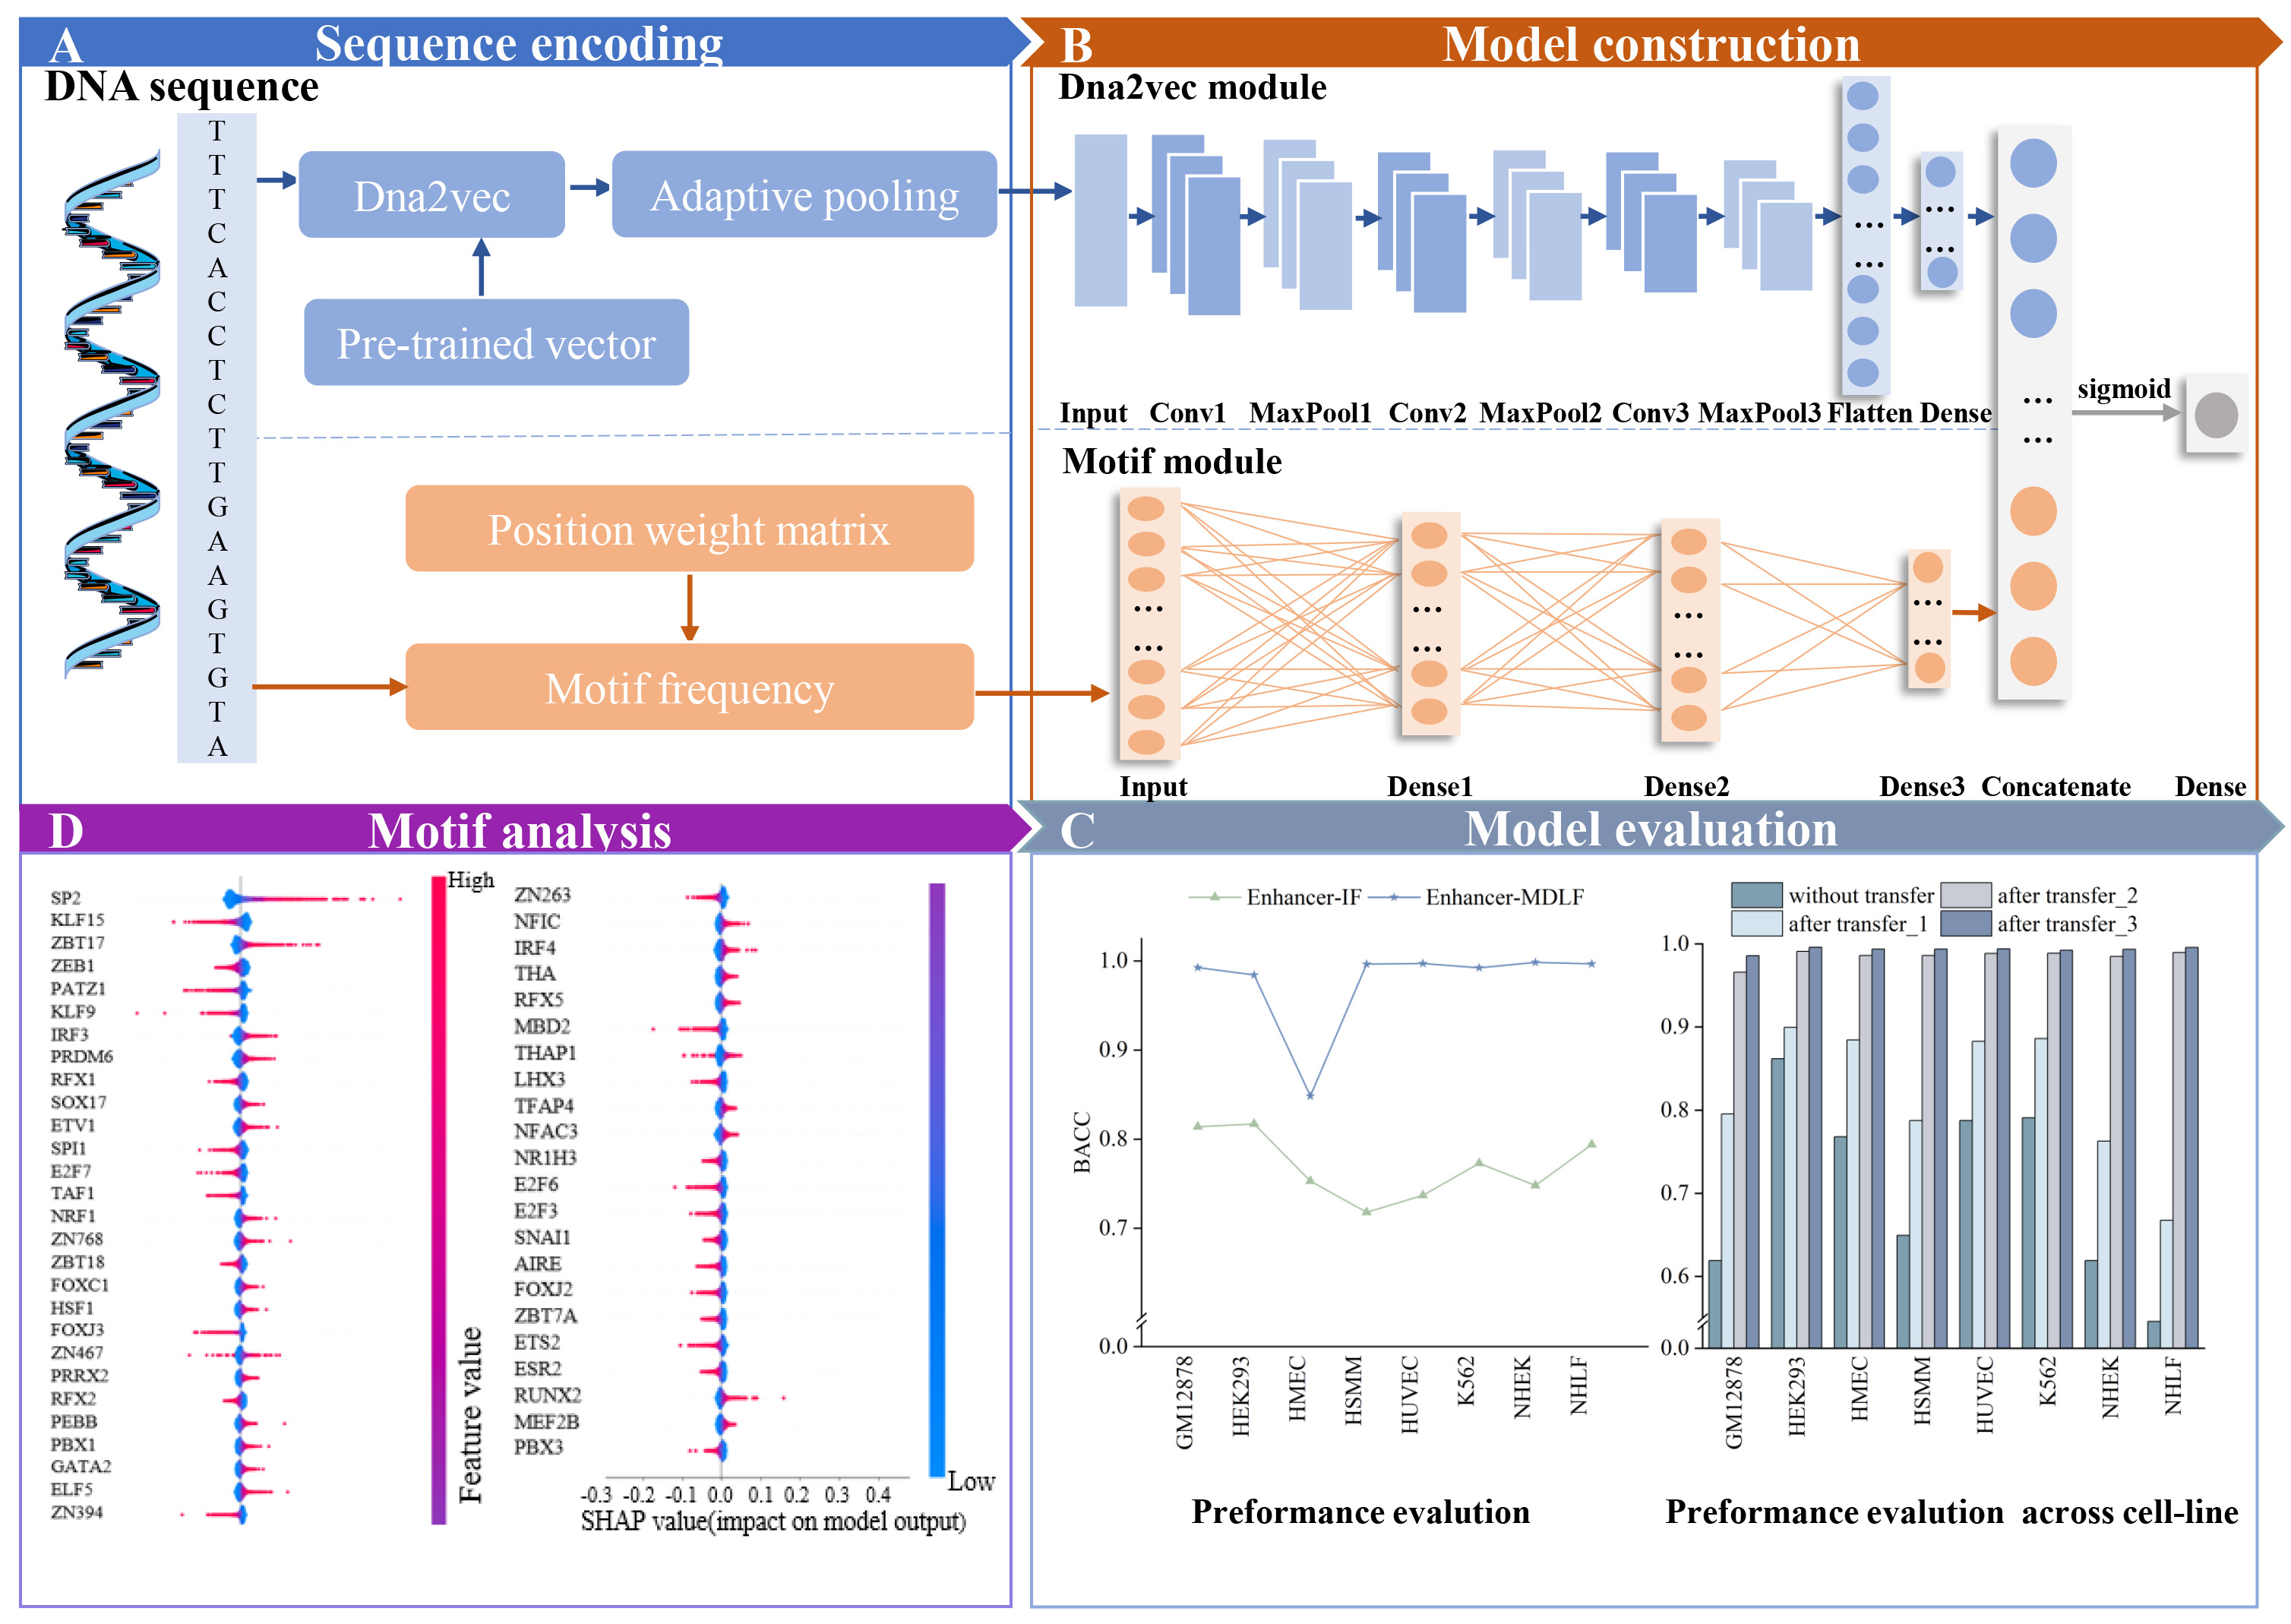 A Sequence encoding
DNA sequence
T
T
T
C
A
C
C
T
C
T
T
G
A
A
G
T
G
T
A
Dna2vec
Adaptive pooling
Pre-trained vector
Position weight matrix
Motif frequency
B Model construction
Dna2vec module
... ...
... ...
Input Conv1 MaxPool1 Conv2 MaxPool2 Conv3 MaxPool3 Flatten Dense
sigmoid
...
...
Motif module
... ... ... ...
... ... ... ...
Input Dense1 Dense2 Dense3 Concatenate Dense
D Motif analysis
SP2
KLF15
ZBT17
ZEB1
PATZ1
KLF9
IRF3
PRDM6
RFX1
SOX17
ETV1
SPI1
E2F7
TAF1
NRF1
ZN768
ZBT18
FOXC1
HSF1
FOXJ3
ZN467
PRRX2
RFX2
PEBB
PBX1
GATA2
ELF5
ZN394
High
Feature value
ZN263
NFIC
IRF4
THA
RFX5
MBD2
THAP1
LHX3
TFAP4
NFAC3
NR1H3
E2F6
E2F3
SNAI1
AIRE
FOXJ2
ZBT7A
ETS2
ESR2
RUNX2
MEF2B
PBX3
Low
-0.3 -0.2 -0.1 0.0 0.1 0.2 0.3 0.4
SHAP value(impact on model output)
C Model evaluation
Enhancer-IF Enhancer-MDLF
BACC
1.0
0.9
0.8
0.7
0.0
GM12878
HEK293
HMEC
HSMM
HUVEC
K562
NHEK
NHLF
Preformance evalution
without transfer after transfer_2
after transfer_1 after transfer_3
1.0
0.9
0.8
0.7
0.6
0.0
GM12878
HEK293
HMEC
HSMM
HUVEC
K562
NHEK
NHLF
Preformance evalution across cell-line